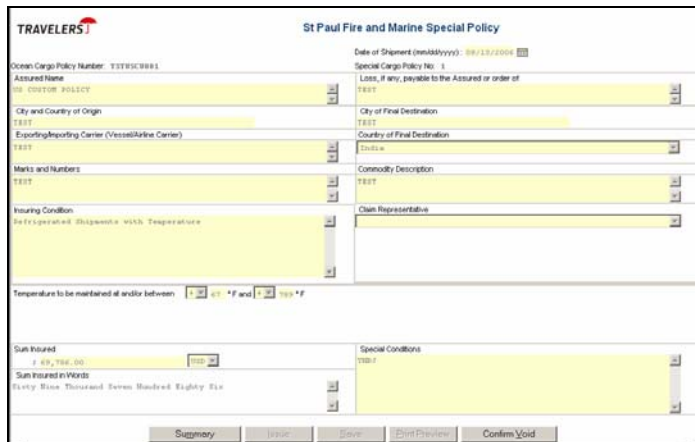 TRAVELERS
St Paul Fire and Marine Special Policy
Date of Shipment (mm/dd/yyyy):
Ocean Cargo Policy Number:
Special Cargo Policy No: 1
Assured Name
Loss, if any, payable to the Assured or order of
US CUSTOM POLICY
TEST
City and Country of Origin
City of Final Destination
TEST
TEST
Exporting/Importing Carrier (Vessel/Airline Carrier)
Country of Final Destination
TEST
India
Marks and Numbers
Commodity Description
TEST
TEST
Insuring Condition
Claim Representative
Refrigerated Shipments with Temperature
Temperature to be maintained at and/or between + 67 °F and + 789 °F
Sum Insured
Special Conditions
USD
Sum Insured in Words
Sixty Nine Thousand Seven Hundred Eighty Six
Summary Issue Save Print Preview Confirm Void